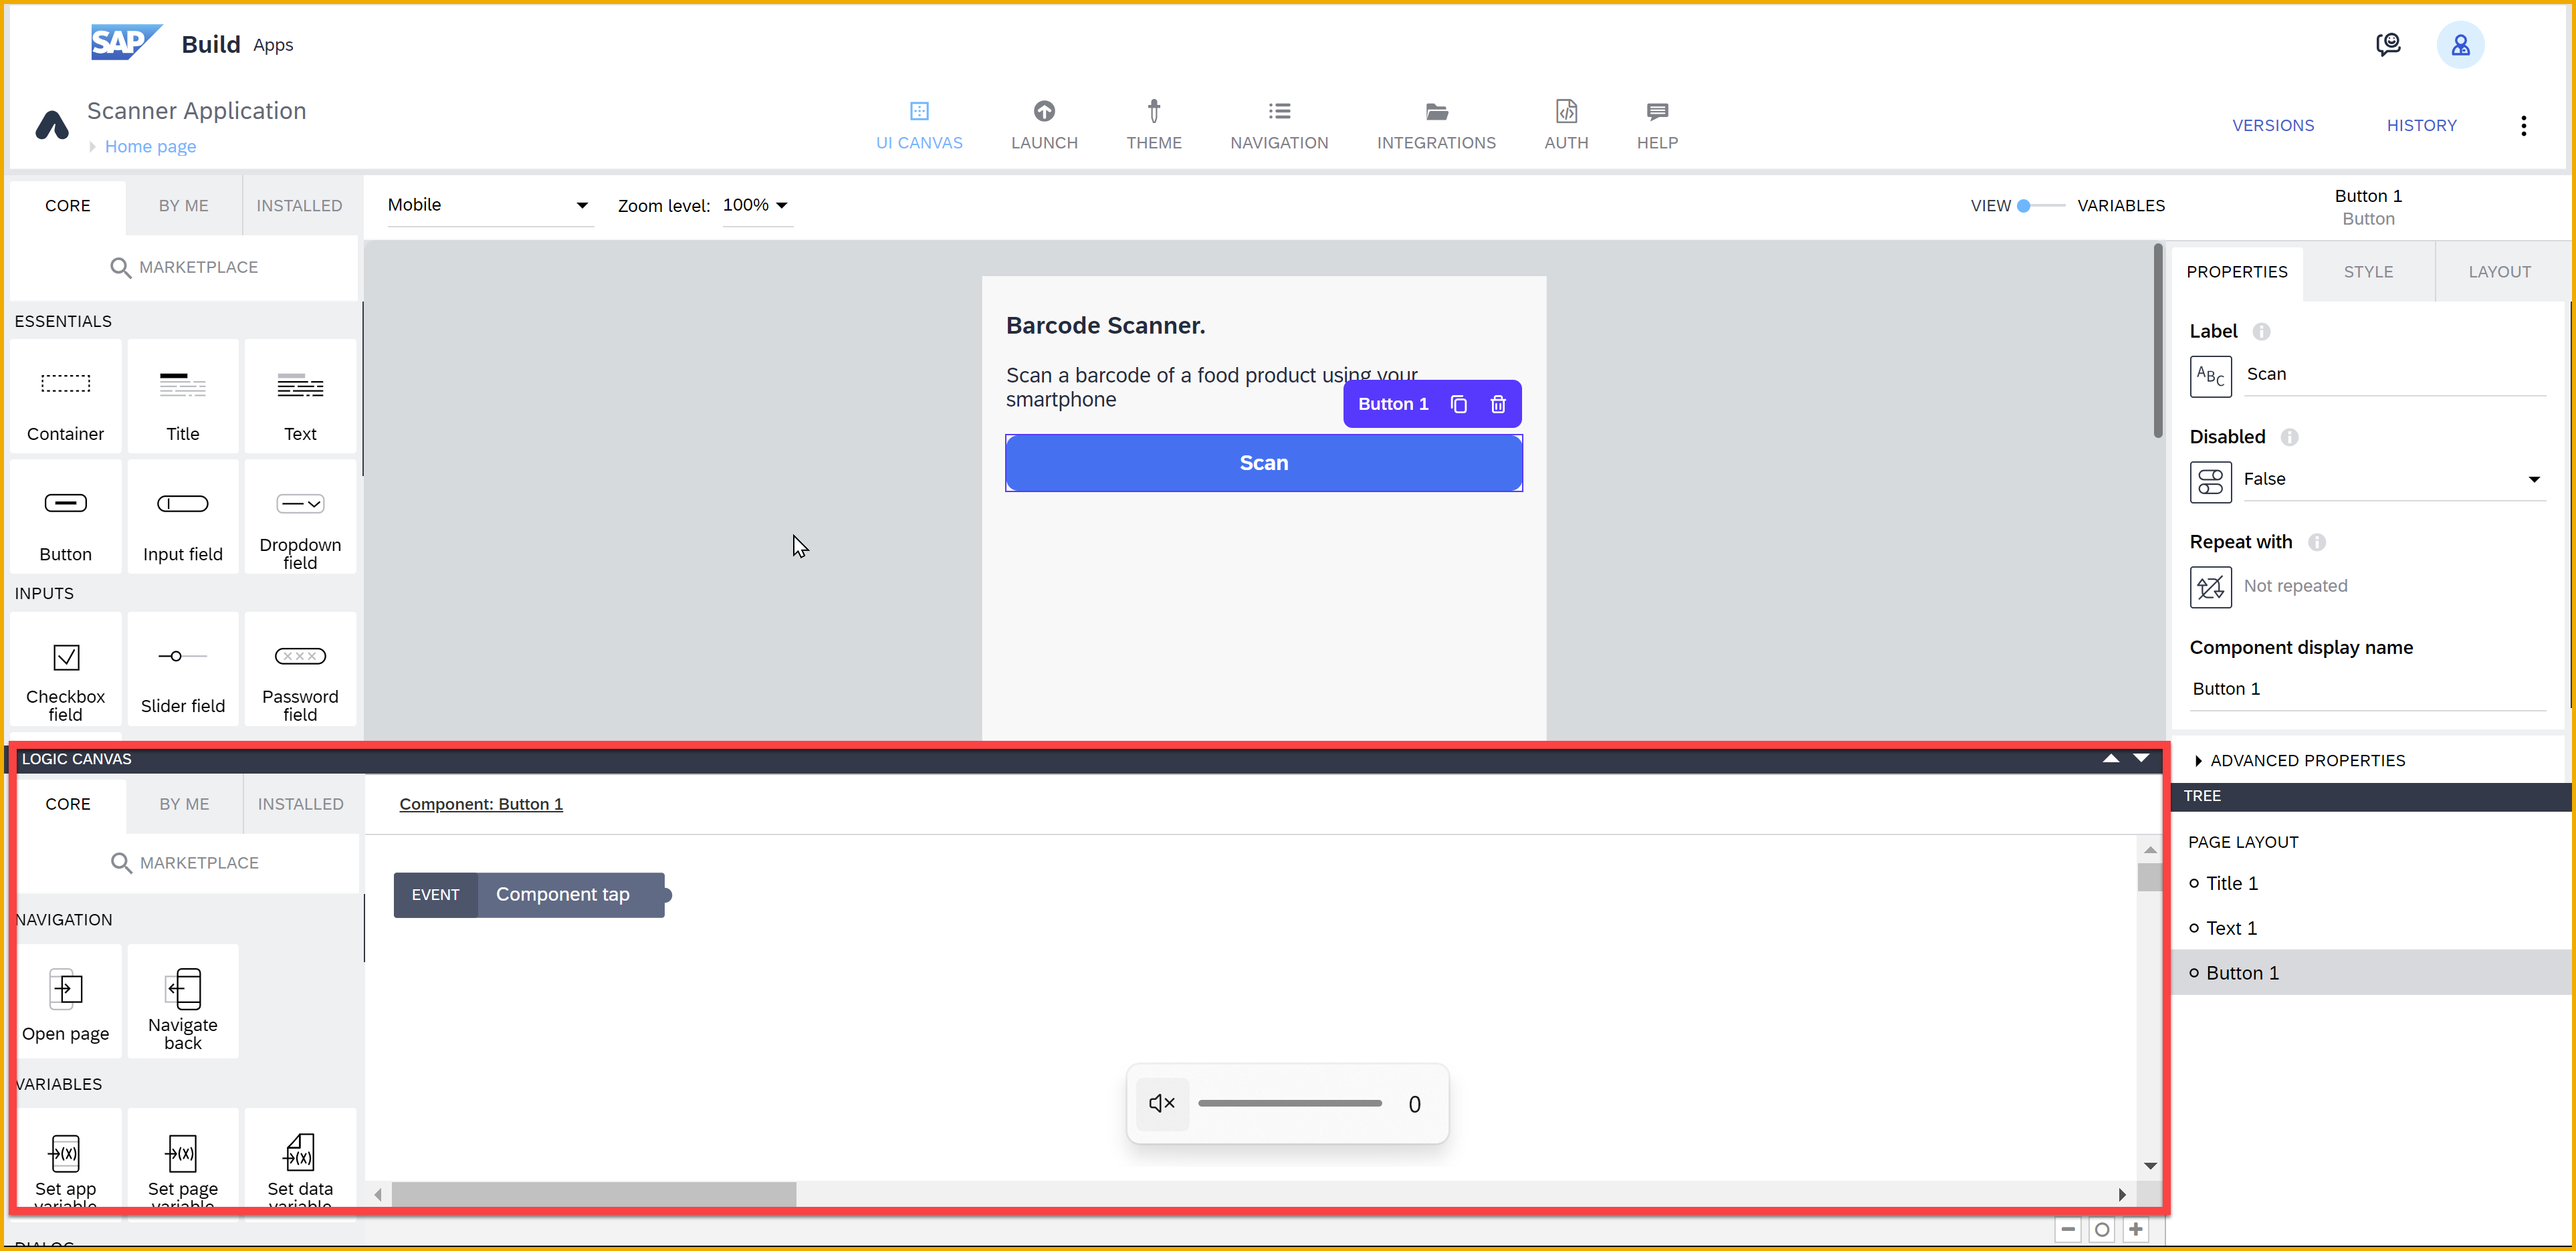 SAP Build Apps
Scanner Application
Home page
UI CANVAS
LAUNCH
THEME
NAVIGATION
INTEGRATIONS
AUTH
HELP
VERSIONS
HISTORY
CORE
BY ME
INSTALLED
MARKETPLACE
ESSENTIALS
Container
Title
Text
Button
Input field
Dropdown
field
INPUTS
Checkbox
field
Slider field
Password
field
Mobile
Zoom level: 100%
VIEW
VARIABLES
Barcode Scanner.
Scan a barcode of a food product using your
smartphone
Button 1
Scan
Button 1
Button
PROPERTIES
STYLE
LAYOUT
Label
ABC
Scan
Disabled
False
Repeat with
Not repeated
Component display name
Button 1
ADVANCED PROPERTIES
TREE
PAGE LAYOUT
Title 1
Text 1
Button 1
LOGIC CANVAS
CORE
BY ME
INSTALLED
MARKETPLACE
NAVIGATION
Open page
Navigate
back
VARIABLES
Set app
variable
Set page
variable
Set data
variable
DIALOG
Component: Button 1
EVENT
Component tap
0